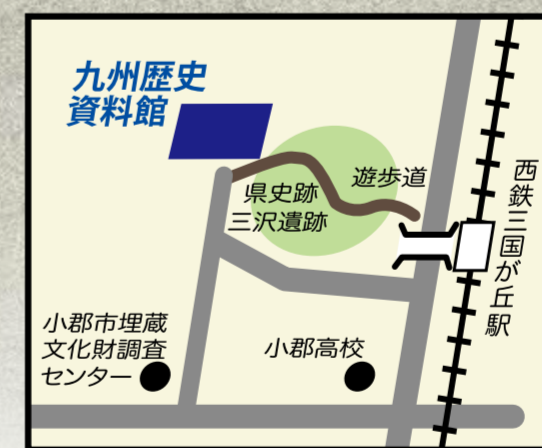 九州歴史
資料館
県史跡
三沢遺跡
遊歩道
西鉄三国が丘駅
小郡市埋蔵
文化財調査
センター
小郡高校